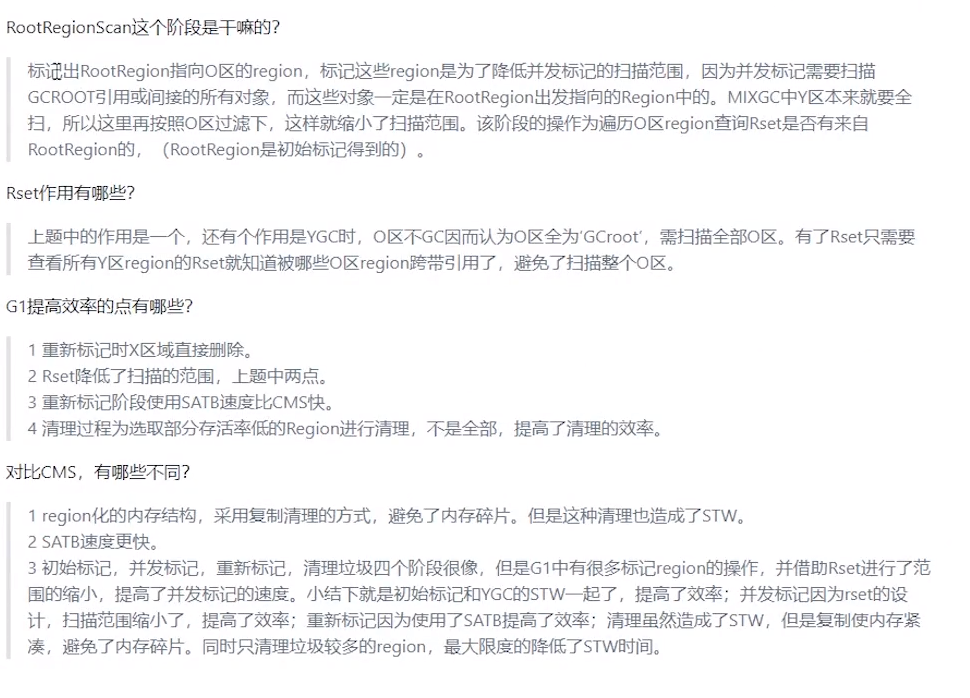 RootRegionScan这个阶段是干嘛的？
标记出RootRegion指向O区的region，标记这些region是为了降低并发标记的扫描范围，因为并发标记需要扫描
GCROOT引用或间接的所有对象，而这些对象一定是在RootRegion出发指向的Region中的。MIXGC中Y区本来就要全
扫，所以这里再按照O区过滤下，这样就缩小了扫描范围。该阶段的操作为遍历O区region查询Rset是否有来自
RootRegion的，（RootRegion是初始标记得到的）。
Rset作用有哪些？
上题中的作用是一个，还有个作用是YGC时，O区不GC因而认为O区全为‘GCroot’，需扫描全部O区。有了Rset只需要
查看所有Y区region的Rset就知道被哪些O区region跨带引用了，避免了扫描整个O区。
G1提高效率的点有哪些？
1 重新标记时X区域直接删除。
2 Rset降低了扫描的范围，上题中两点。
3 重新标记阶段使用SATB速度比CMS快。
4 清理过程为选取部分存活率低的Region进行清理，不是全部，提高了清理的效率。
对比CMS，有哪些不同？
1 region化的内存结构，采用复制清理的方式，避免了内存碎片。但是这种清理也造成了STW。
2 SATB速度更快。
3 初始标记，并发标记，重新标记，清理垃圾四个阶段很像，但是G1中有很多标记region的操作，并借助Rset进行了范
围的缩小，提高了并发标记的速度。小结下就是初始标记和YGC的STW一起了，提高了效率；并发标记因为rset的设
计，扫描范围缩小了，提高了效率；重新标记因为使用了SATB提高了效率；清理虽然造成了STW，但是复制使内存紧
凑，避免了内存碎片。同时只清理垃圾较多的region，最大限度的降低了STW时间。